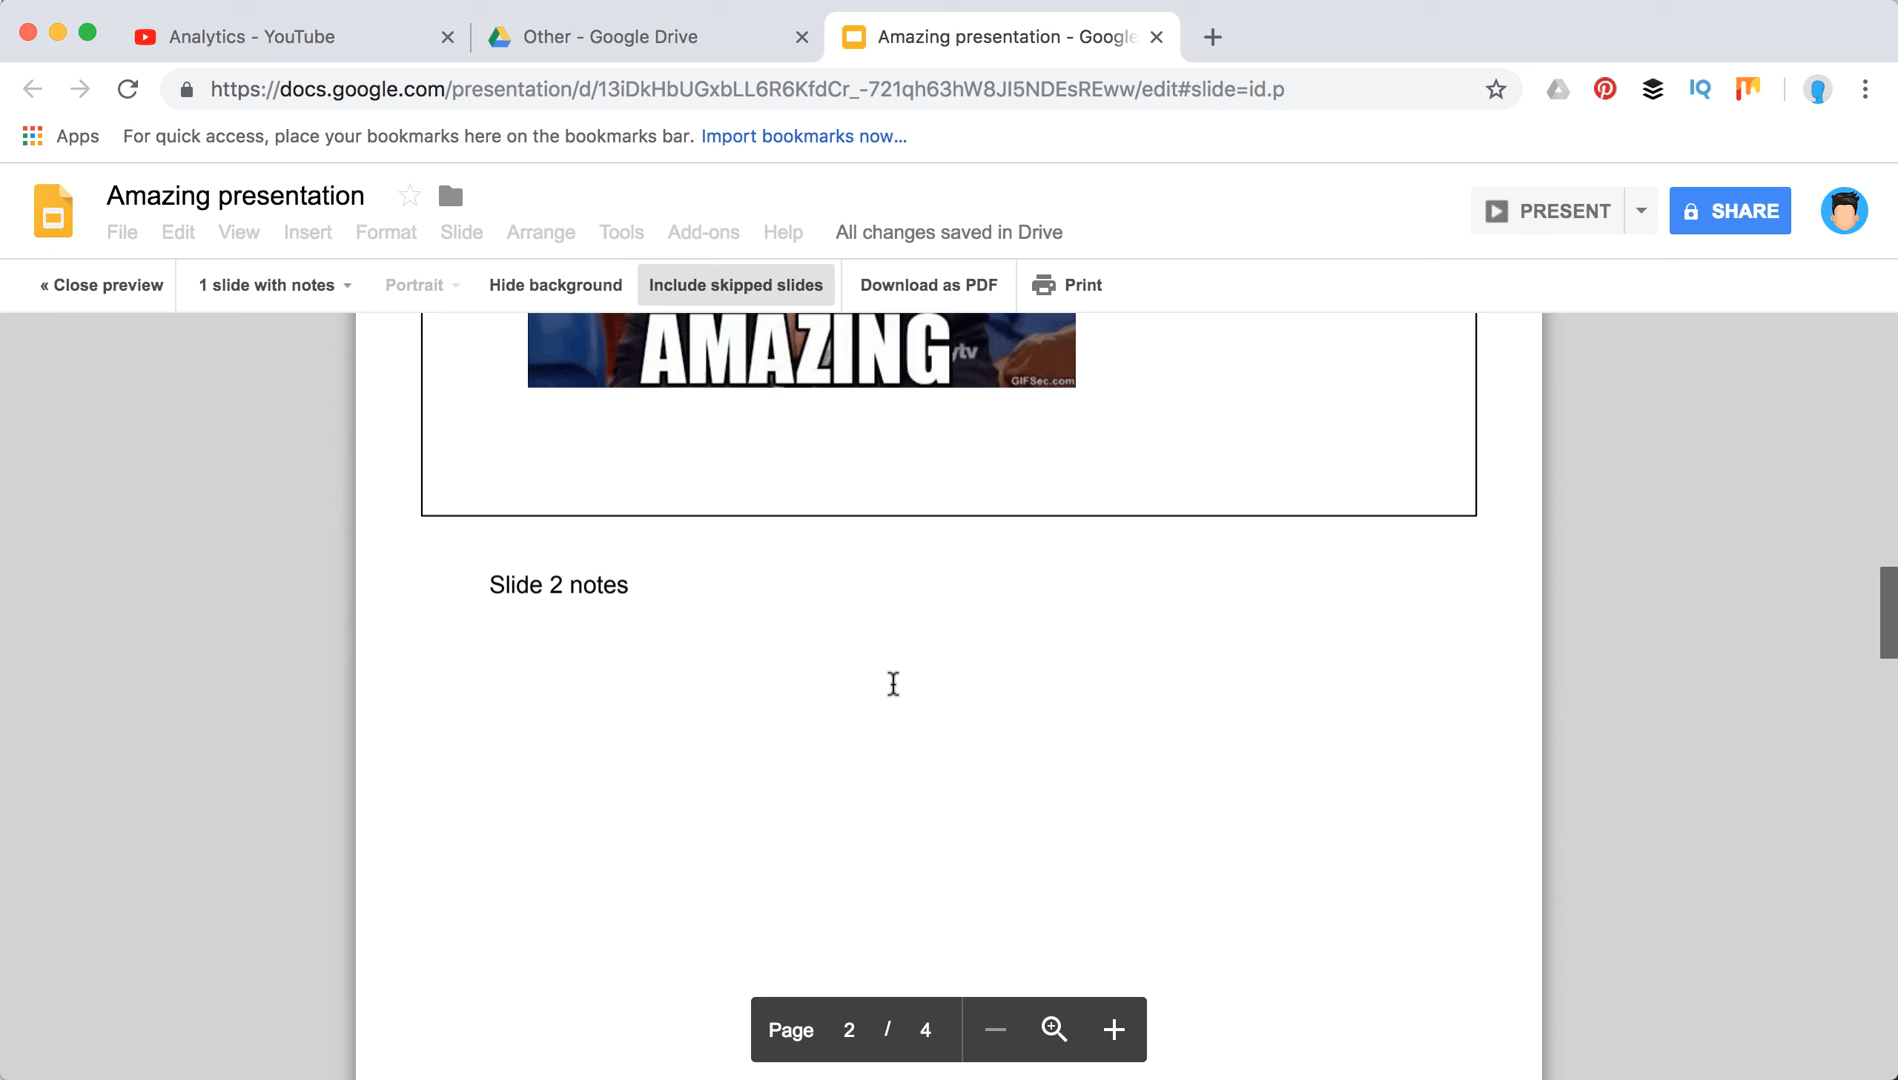 Analytics - YouTube
Other - Google Drive
Amazing presentation - Google
https://docs.google.com/presentation/d/13iDkHbUGxbLL6R6KfdCr_-721qh63hW8JI5NDEsREww/edit#slide=id.p
IQ
Apps For quick access, place your bookmarks here on the bookmarks bar. Import bookmarks now...
Amazing presentation
PRESENT
SHARE
File Edit View Insert Format Slide Arrange Tools Add-ons Help All changes saved in Drive
« Close preview 1 slide with notes Portrait Hide background Include skipped slides Download as PDF Print
AMAZING
tv
GIFSec.com
Slide 2 notes
Page 2 / 4